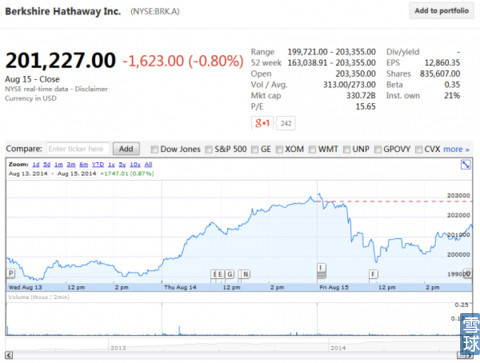 Berkshire Hathaway Inc. (NYSE:BRK.A)
Add to portfolio
201,227.00 -1,623.00 (-0.80%)
Aug 15 - Close
NYSE real-time data - Disclaimer
Currency in USD
Range 199,721.00 - 203,355.00
52 week 163,038.91 - 203,355.00
Open 203,350.00
Vol / Avg. 313.00/273.00
Mkt cap 330.72B
P/E 15.65
Div/yield -
EPS 12,860.35
Shares 835,607.00
Beta 0.35
Inst. own 21%
g+1 242
Compare: Enter ticker here Add Dow Jones S&P 500 GE XOM WMT UNP GPOVY CVX more »
Zoom: 1d 5d 1m 3m 6m YTD 1y 5y 10y All
Aug 13, 2014 - Aug 15, 2014 +1747.01 (0.87%)
203000
202000
201000
200000
199000
P E E G N I F
Wed Aug 13 12 pm 2 pm Thu Aug 14 12 pm 2 pm Fri Aug 15 12 pm 2 pm
Volume (thous / 2min)
0.25
0.1
2013 2014
雪球